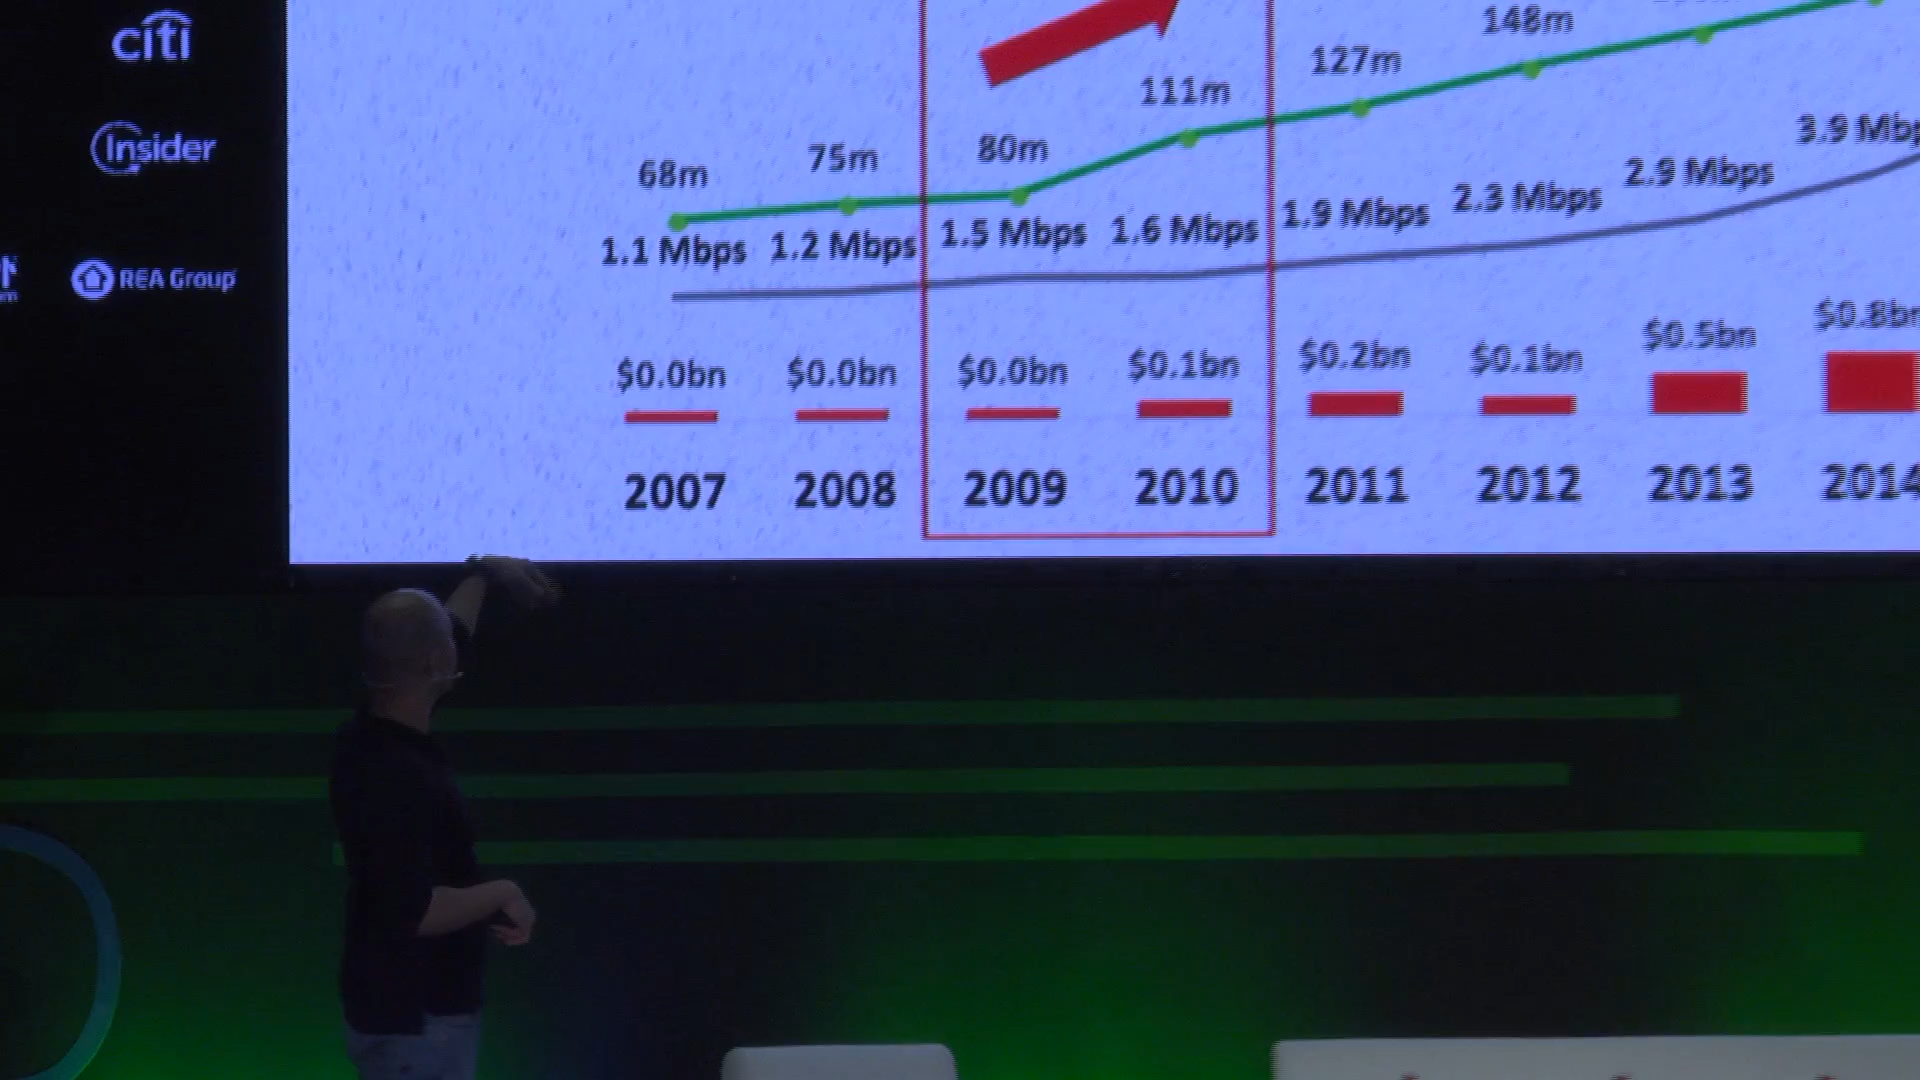 citi
Insider
REA Group
148m
127m
111m
80m
75m
68m
3.9
2.9 Mbps
2.3 Mbps
1.9 Mbps
1.6 Mbps
1.5 Mbps
1.2 Mbps
1.1 Mbps
$0.0bn $0.0bn $0.0bn $0.1bn $0.2bn $0.1bn $0.5bn $0.8bn
2007 2008 2009 2010 2011 2012 2013 2014